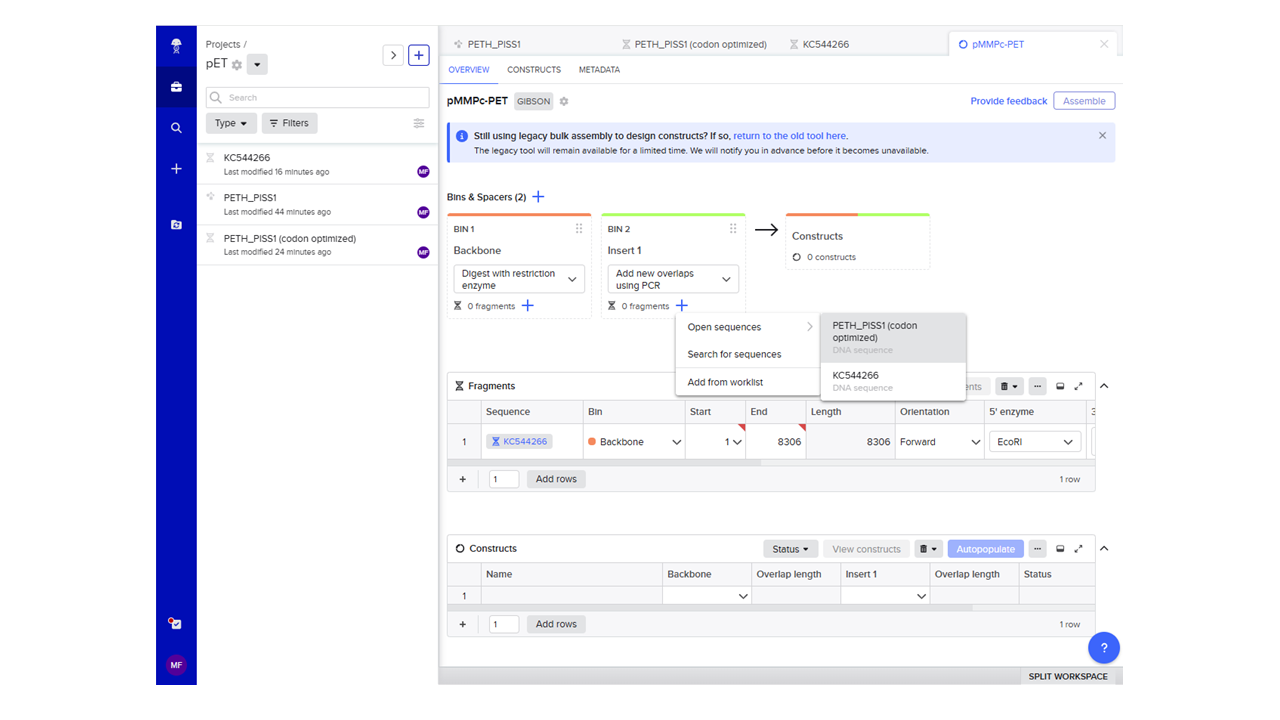 Projects /
pET
Search
Type
Filters
KC544266
Last modified 16 minutes ago
MF
PETH_PISS1
Last modified 44 minutes ago
MF
PETH_PISS1 (codon optimized)
Last modified 24 minutes ago
MF
MF
PETH_PISS1
PETH_PISS1 (codon optimized)
KC544266
pMMPc-PET
OVERVIEW CONSTRUCTS METADATA
pMMPc-PET GIBSON
Provide feedback Assemble
Still using legacy bulk assembly to design constructs? If so, return to the old tool here.
The legacy tool will remain available for a limited time. We will notify you in advance before it becomes unavailable.
Bins & Spacers (2)
BIN 1
Backbone
Digest with restriction
enzyme
0 fragments
BIN 2
Insert 1
Add new overlaps
using PCR
0 fragments
Constructs
0 constructs
Open sequences
Search for sequences
Add from worklist
PETH_PISS1 (codon
optimized)
DNA sequence
KC544266
DNA sequence
Fragments
ents
Sequence Bin Start End Length Orientation 5' enzyme 3
1 KC544266 Backbone 1 8306 8306 Forward EcoRI
+ 1 Add rows 1 row
Constructs Status View constructs Autopopulate
Name Backbone Overlap length Insert 1 Overlap length Status
1
+ 1 Add rows 1 row
?
SPLIT WORKSPACE